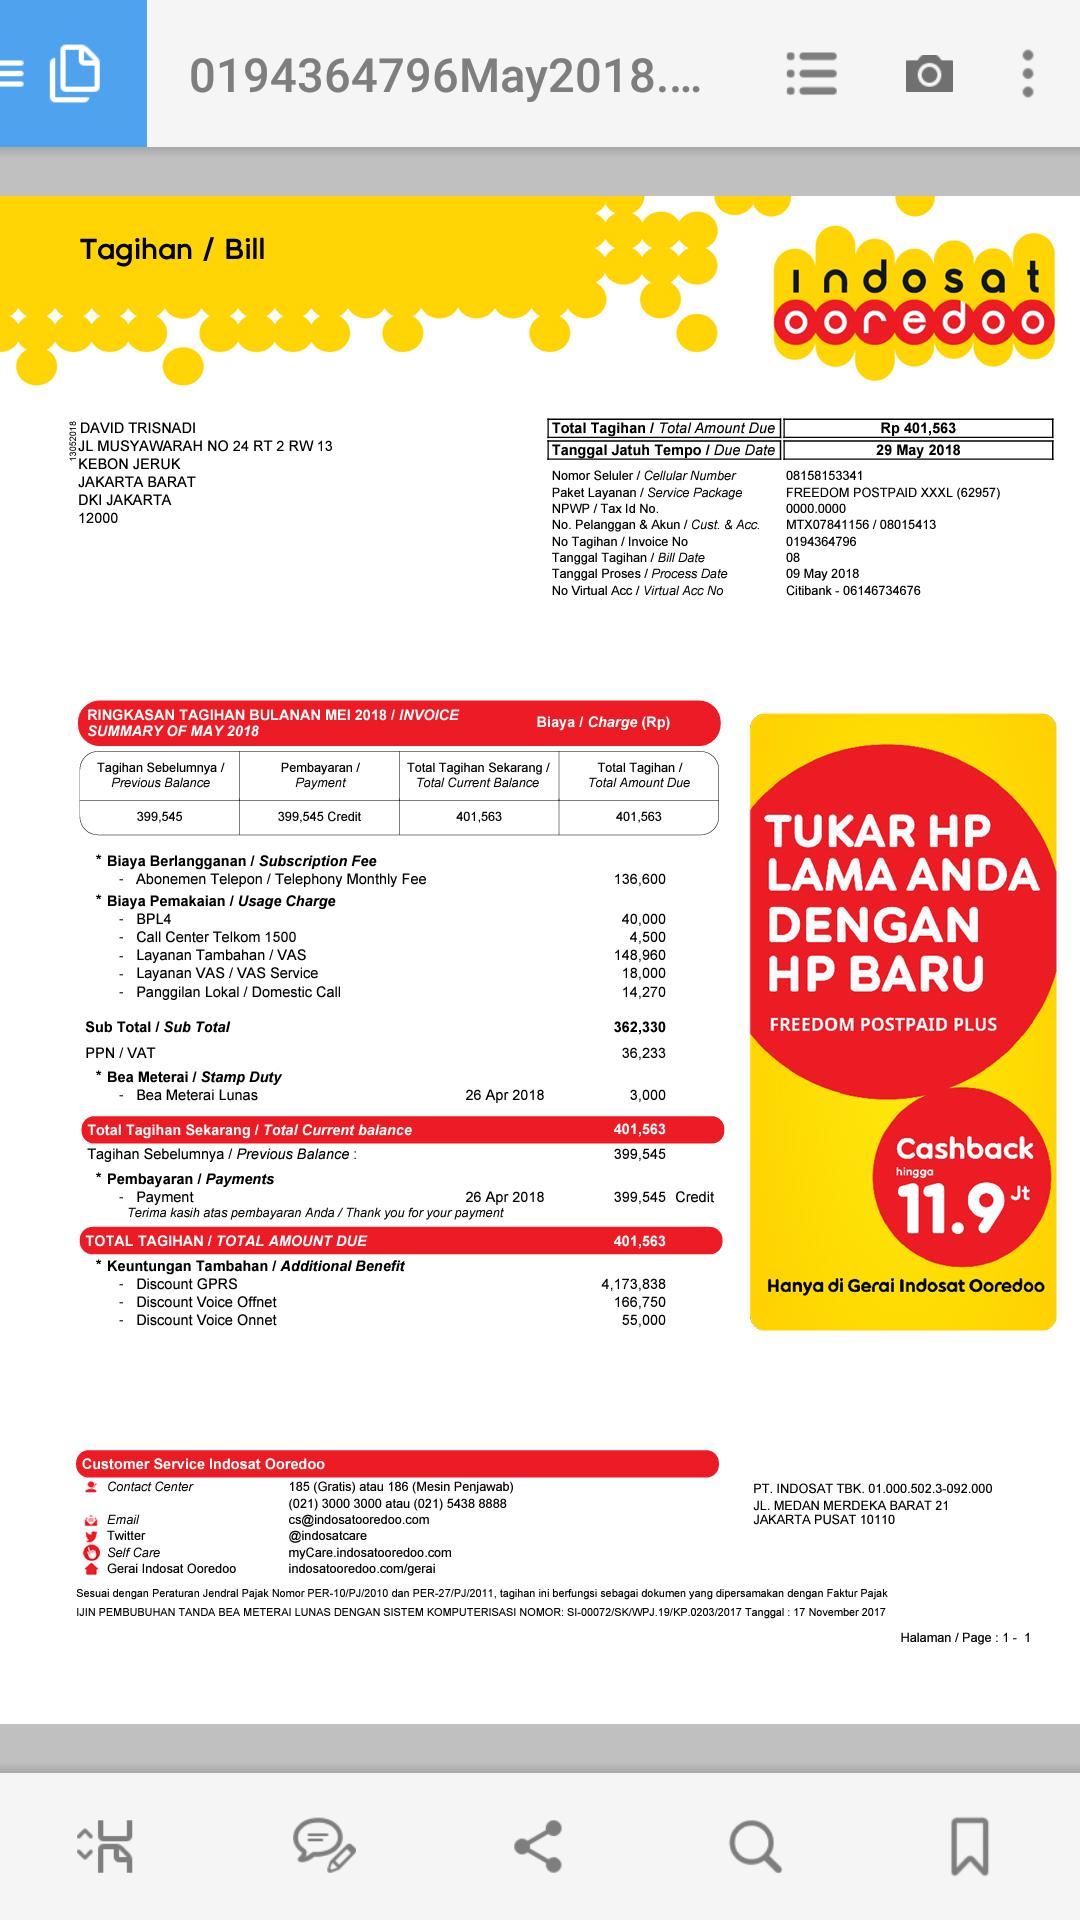 0194364796May2018....
Tagihan / Bill
indosat
ooredoo
13052018
DAVID TRISNADI
JL MUSYAWARAH NO 24 RT 2 RW 13
KEBON JERUK
JAKARTA BARAT
DKI JAKARTA
12000
Total Tagihan / Total Amount Due Rp 401,563
Tanggal Jatuh Tempo / Due Date 29 May 2018
Nomor Seluler / Cellular Number 08158153341
Paket Layanan / Service Package FREEDOM POSTPAID XXXL (62957)
NPWP / Tax Id No. 0000.0000
No. Pelanggan & Akun / Cust. & Acc. MTX07841156 / 08015413
No Tagihan / Invoice No 0194364796
Tanggal Tagihan / Bill Date 08
Tanggal Proses / Process Date 09 May 2018
No Virtual Acc / Virtual Acc No Citibank - 06146734676
RINGKASAN TAGIHAN BULANAN MEI 2018 / INVOICE
SUMMARY OF MAY 2018
Biaya / Charge (Rp)
Tagihan Sebelumnya / Pembayaran / Total Tagihan Sekarang / Total Tagihan /
Previous Balance Payment Total Current Balance Total Amount Due
399,545 399,545 Credit 401,563 401,563
* Biaya Berlangganan / Subscription Fee
- Abonemen Telepon / Telephony Monthly Fee 136,600
* Biaya Pemakaian / Usage Charge
- BPL4 40,000
- Call Center Telkom 1500 4,500
- Layanan Tambahan / VAS 148,960
- Layanan VAS / VAS Service 18,000
- Panggilan Lokal / Domestic Call 14,270
Sub Total / Sub Total 362,330
PPN / VAT 36,233
* Bea Meterai / Stamp Duty
- Bea Meterai Lunas 26 Apr 2018 3,000
Total Tagihan Sekarang / Total Current balance 401,563
Tagihan Sebelumnya / Previous Balance : 399,545
* Pembayaran / Payments
- Payment 26 Apr 2018 399,545 Credit
Terima kasih atas pembayaran Anda / Thank you for your payment
TOTAL TAGIHAN / TOTAL AMOUNT DUE 401,563
* Keuntungan Tambahan / Additional Benefit
- Discount GPRS 4,173,838
- Discount Voice Offnet 166,750
- Discount Voice Onnet 55,000
TUKAR HP
LAMA ANDA
DENGAN
HP BARU
FREEDOM POSTPAID PLUS
Cashback
hingga
11.9 Jt
Hanya di Gerai Indosat Ooredoo
Customer Service Indosat Ooredoo
Contact Center 185 (Gratis) atau 186 (Mesin Penjawab)
(021) 3000 3000 atau (021) 5438 8888
Email cs@indosatooredoo.com
Twitter @indosatcare
Self Care myCare.indosatooredoo.com
Gerai Indosat Ooredoo indosatooredoo.com/gerai
PT. INDOSAT TBK. 01.000.502.3-092.000
JL. MEDAN MERDEKA BARAT 21
JAKARTA PUSAT 10110
Sesuai dengan Peraturan Jendral Pajak Nomor PER-10/PJ/2010 dan PER-27/PJ/2011, tagihan ini berfungsi sebagai dokumen yang dipersamakan dengan Faktur Pajak
IJIN PEMBUBUHAN TANDA BEA METERAI LUNAS DENGAN SISTEM KOMPUTERISASI NOMOR: SI-00072/SK/WPJ.19/KP.0203/2017 Tanggal : 17 November 2017
Halaman / Page : 1 - 1